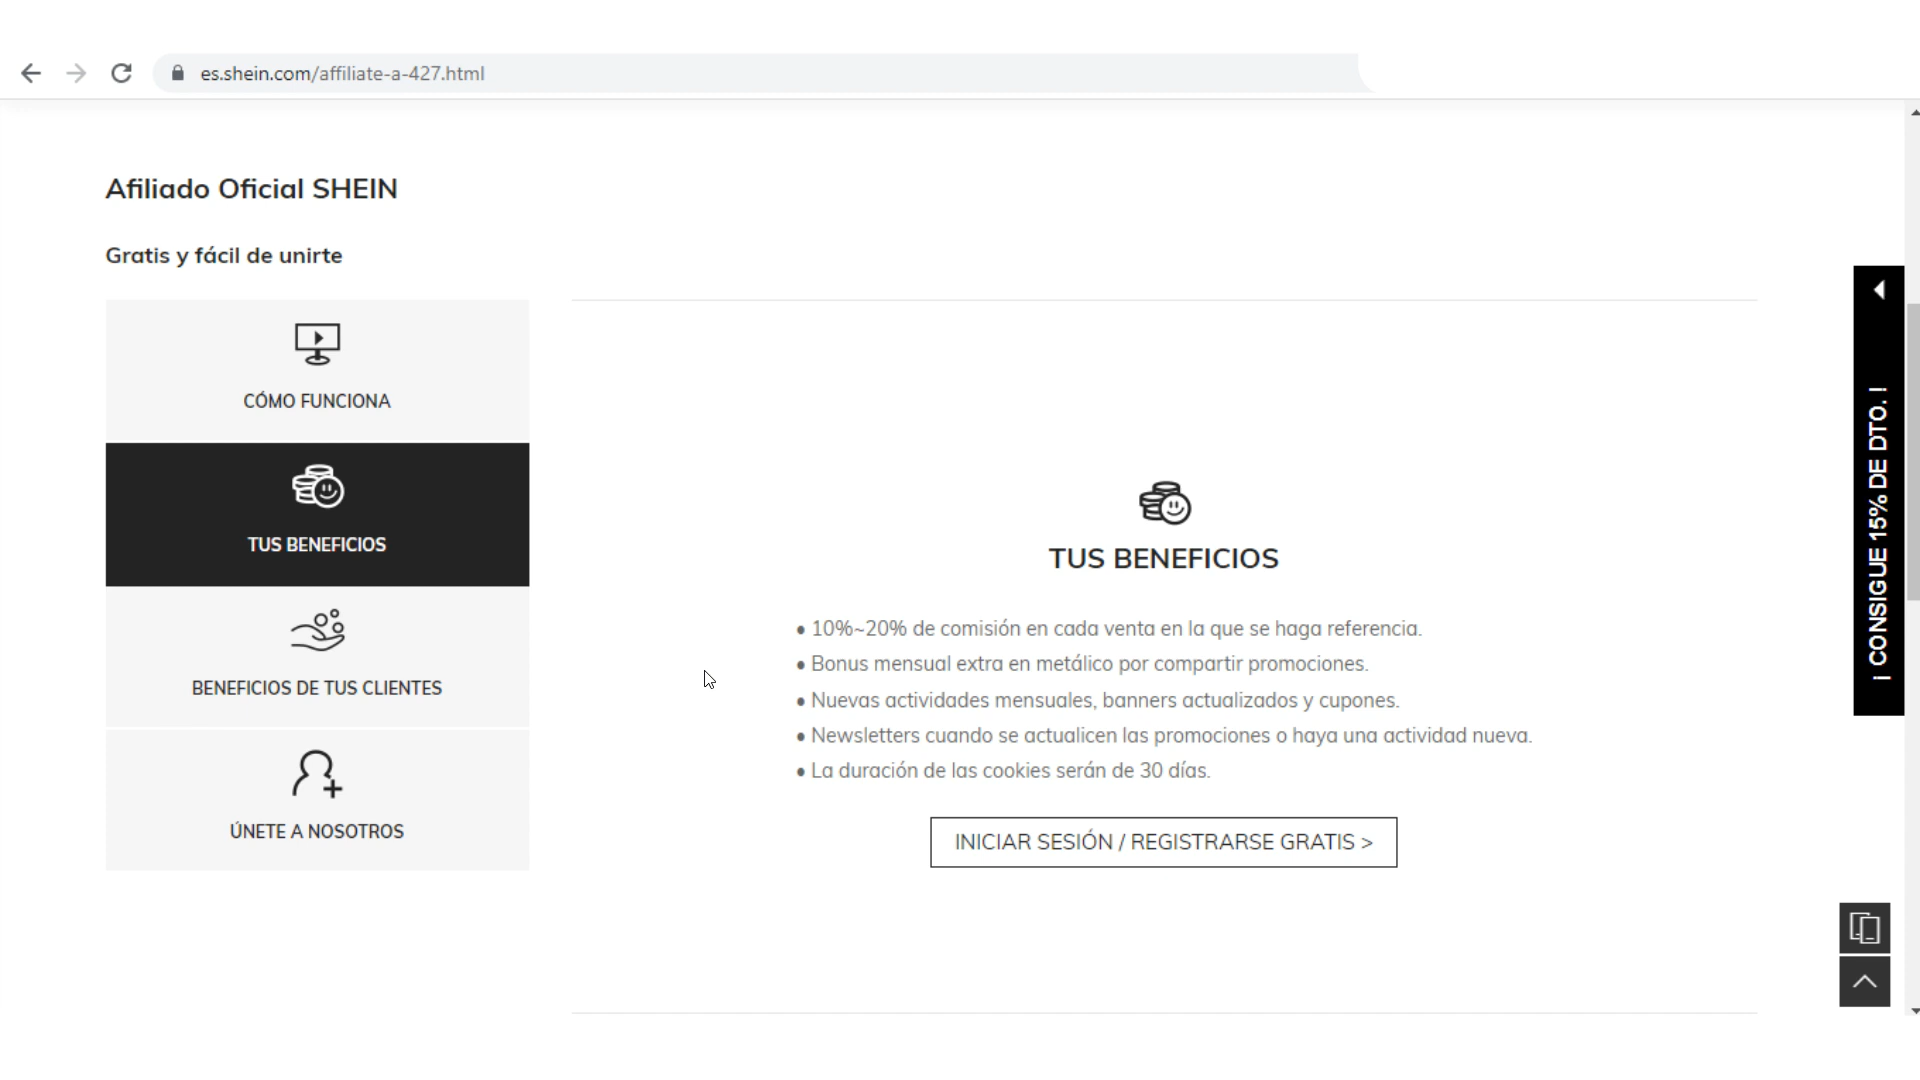 es.shein.com/affiliate-a-427.html
Afiliado Oficial SHEIN
Gratis y fácil de unirte
CÓMO FUNCIONA
TUS BENEFICIOS
BENEFICIOS DE TUS CLIENTES
ÚNETE A NOSOTROS
TUS BENEFICIOS
• 10%~20% de comisión en cada venta en la que se haga referencia.
• Bonus mensual extra en metálico por compartir promociones.
• Nuevas actividades mensuales, banners actualizados y cupones.
• Newsletters cuando se actualicen las promociones o haya una actividad nueva.
• La duración de las cookies serán de 30 días.
INICIAR SESIÓN / REGISTRARSE GRATIS >
¡ CONSIGUE 15% DE DTO. !